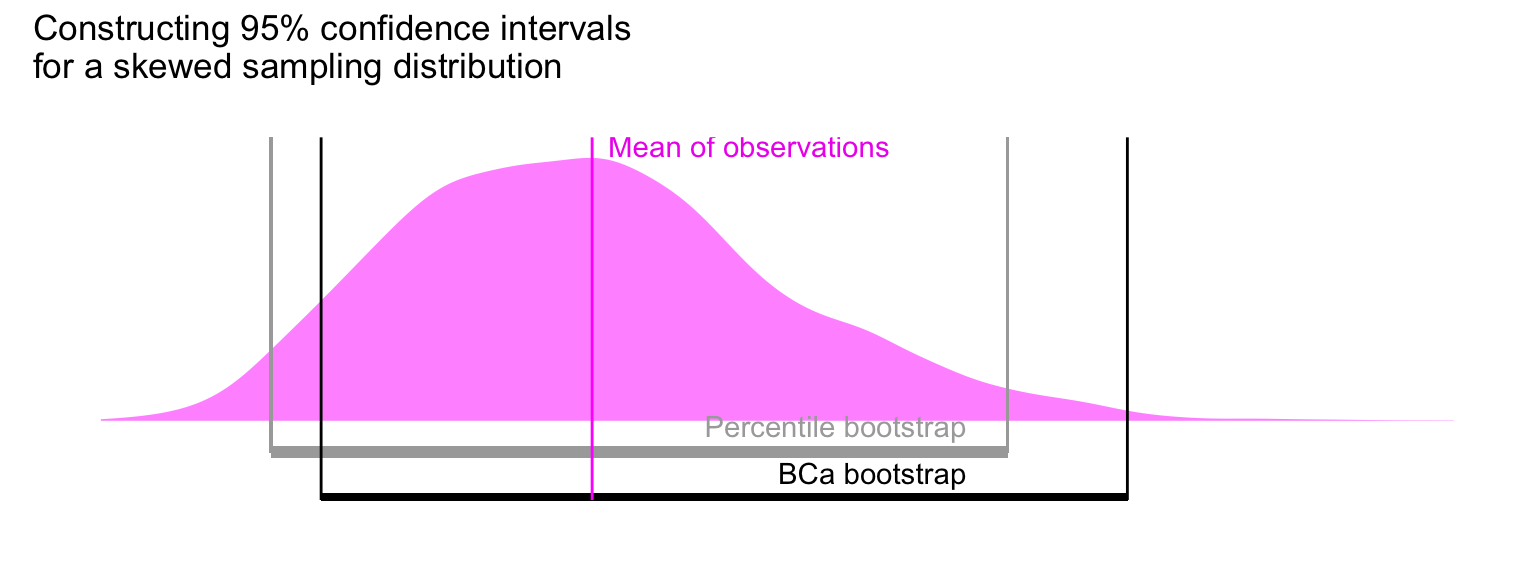 Constructing 95% confidence intervals
for a skewed sampling distribution
Mean of observations
Percentile bootstrap
BCa bootstrap